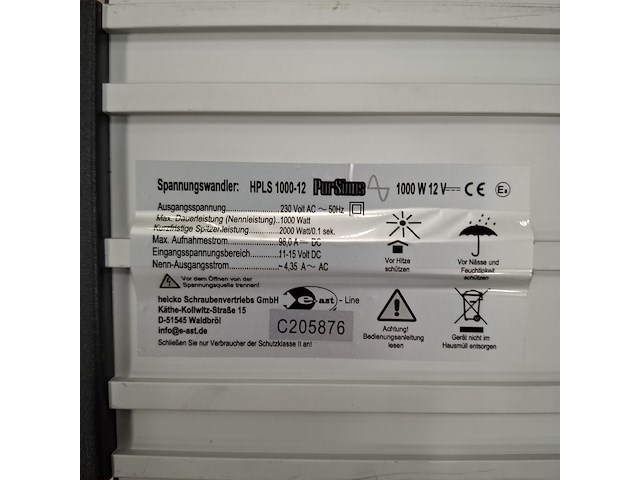 Spannungswandler: HPLS 1000-12 Pur-Sinus 1000 W 12 V CE E8
Ausgangsspannung 230 Volt AC ~ 50Hz
Max. Dauerleistung (Nennleistung) 1000 Watt
Kurzfristige Spitzenleistung 2000 Watt/0.1 sek.
Max. Aufnahmestrom 98,0 A DC
Eingangsspannungsbereich 11-15 Volt DC
Nenn-Ausgangsstrom ~ 4,35 A ~ AC
Vor Hitze schützen
Vor Nässe und Feuchtigkeit schützen
Vor dem Öffnen von der Spannungsquelle trennen!
heicko Schraubenvertriebs GmbH
Käthe-Kollwitz-Straße 15
D-51545 Waldbröl
info@e-ast.de
e-ast - Line
C205876
Schließen Sie nur Verbraucher der Schutzklasse II an!
Achtung!
Bedienungsanleitung
lesen
Gerät nicht im
Hausmüll entsorgen